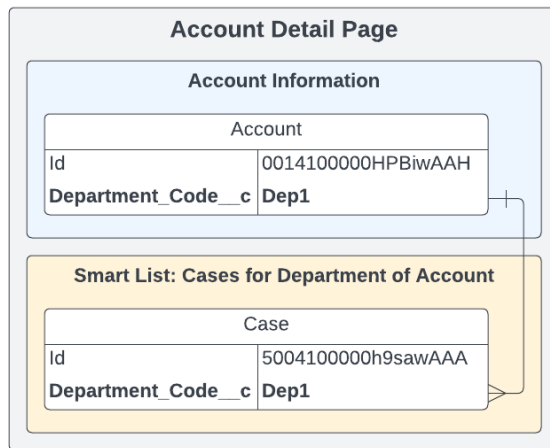 Account Detail Page
Account Information
Account
Id 0014100000HPBiwAAH
Department_Code__c Dep1
Smart List: Cases for Department of Account
Case
Id 5004100000h9sawAAA
Department_Code__c Dep1